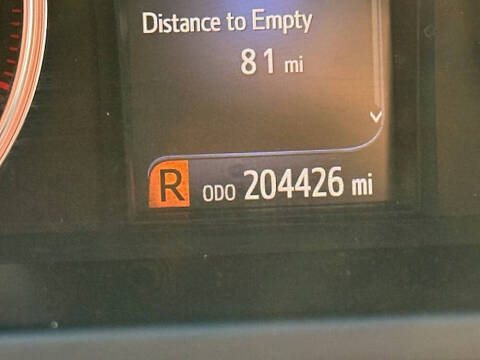 Distance to Empty
81 mi
R ODO 204426 mi